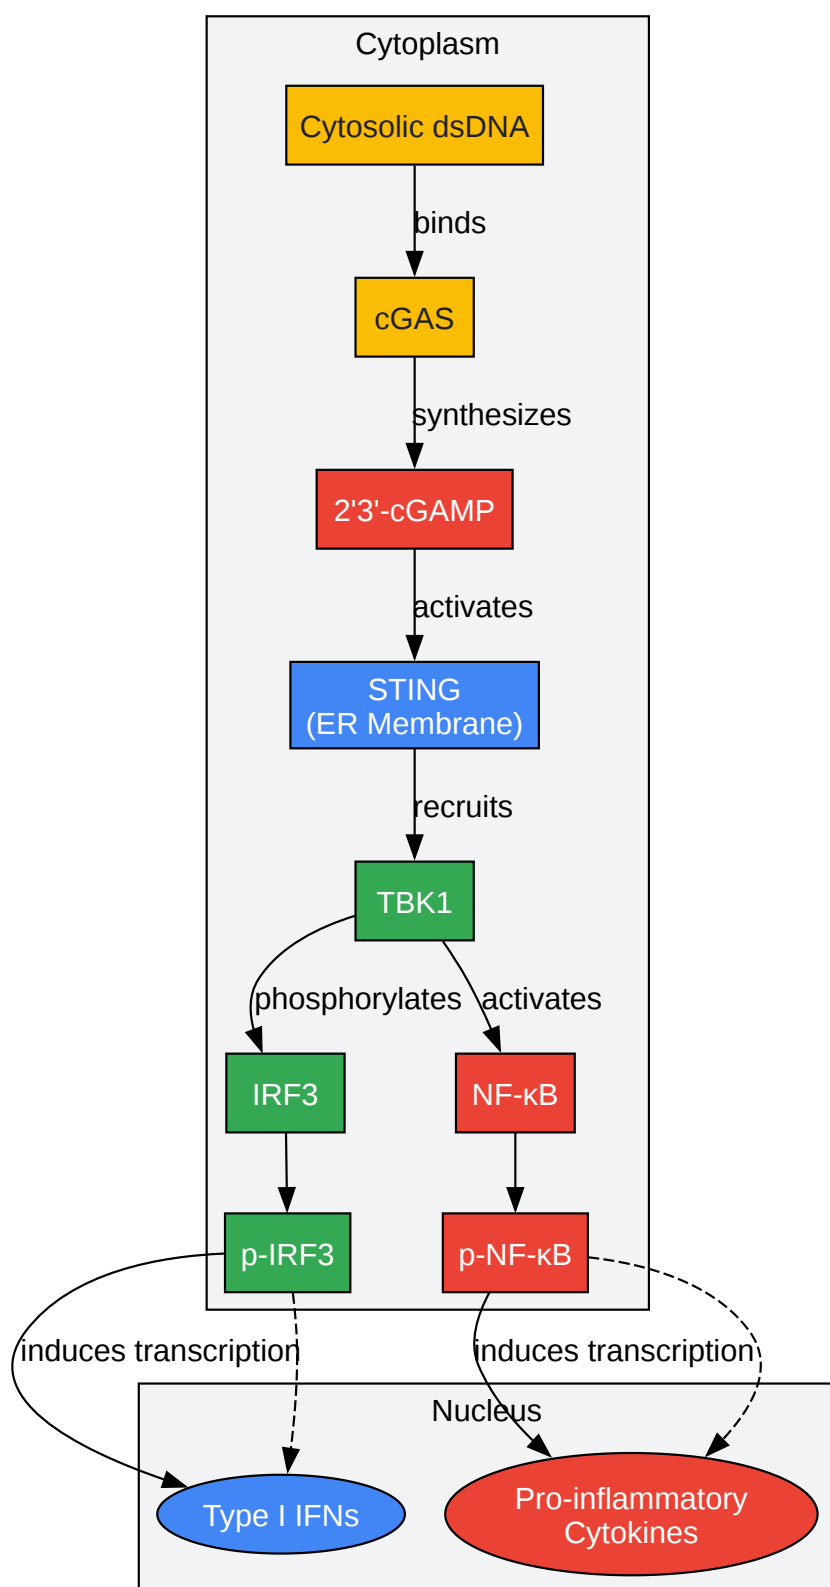 Cytoplasm
Cytosolic dsDNA
binds
cGAS
synthesizes
2'3'-cGAMP
activates
STING
(ER Membrane)
recruits
TBK1
phosphorylates
activates
IRF3
NF-κB
p-IRF3
p-NF-κB
induces transcription
induces transcription
Nucleus
Type I IFNs
Pro-inflammatory
Cytokines